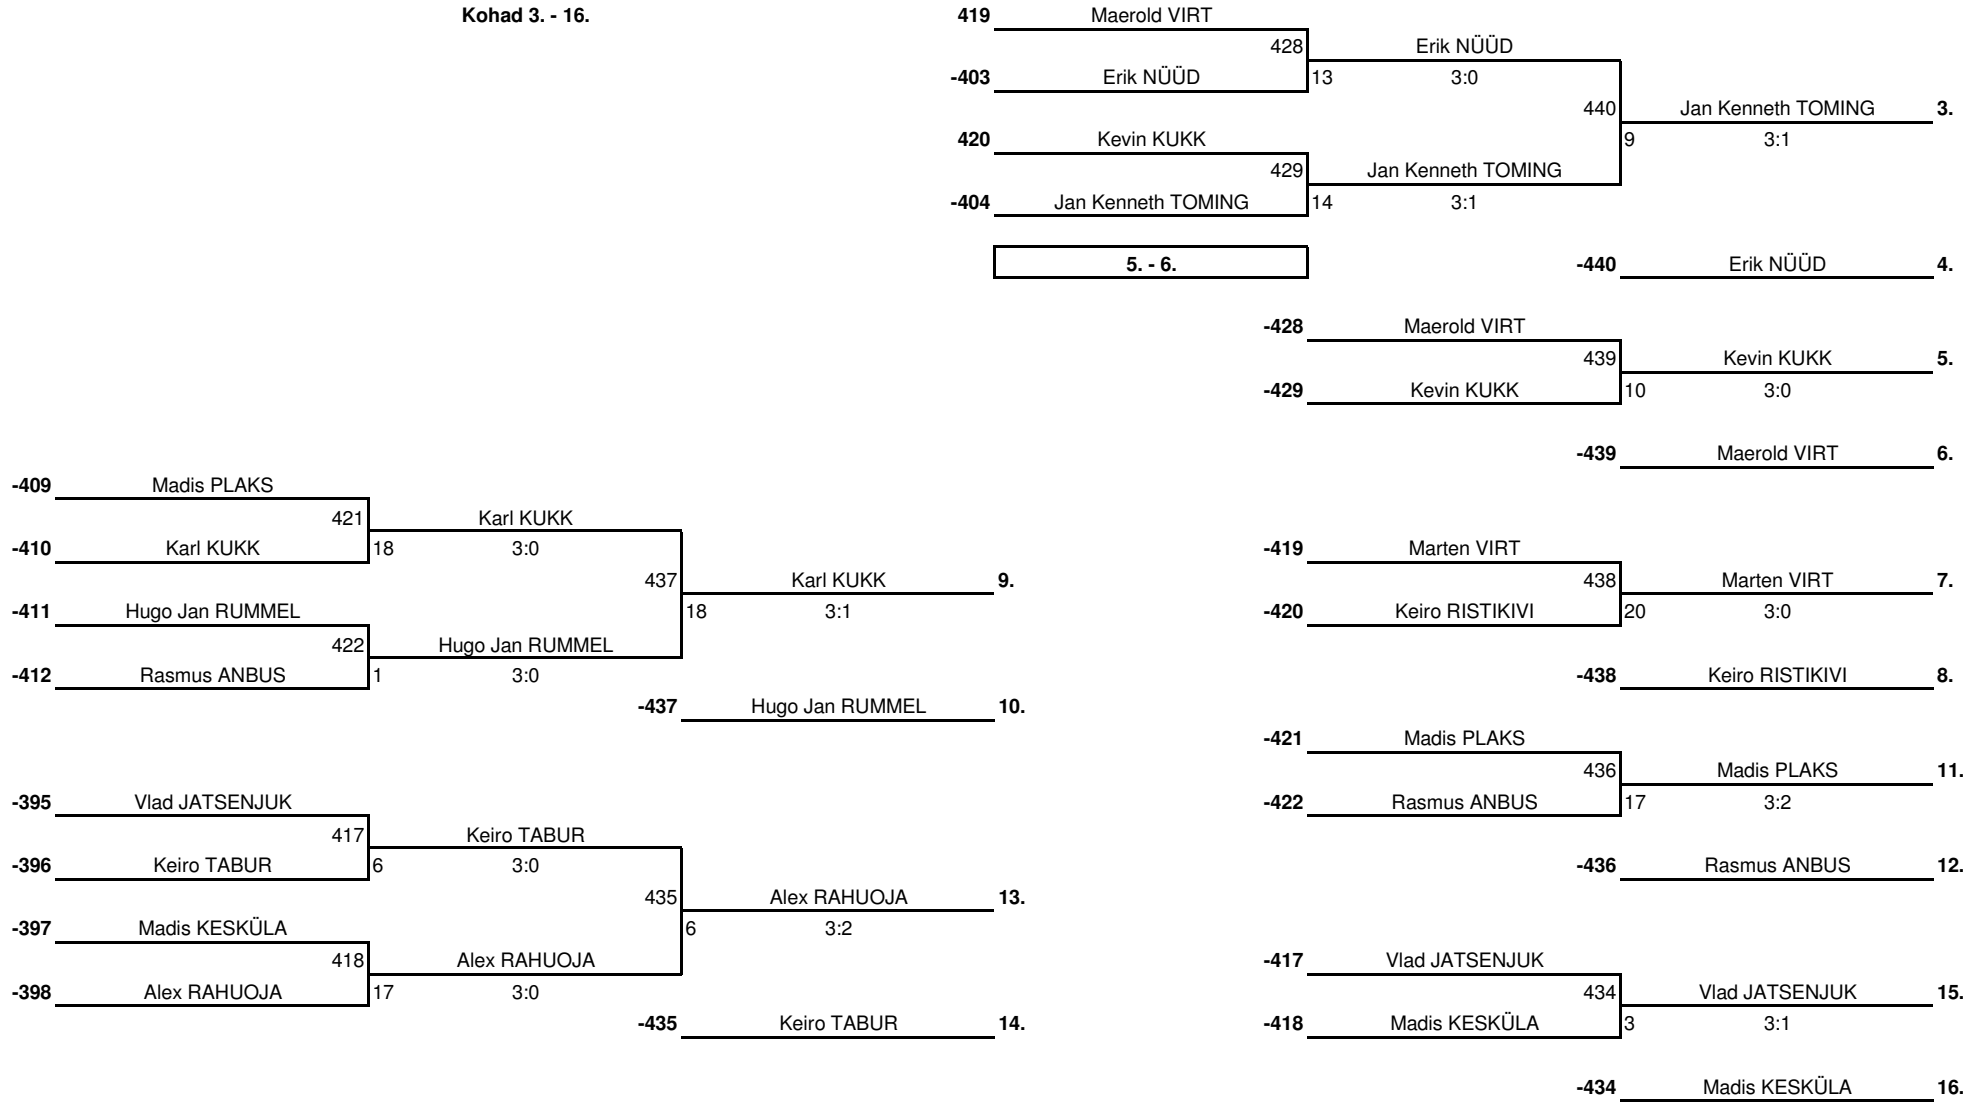 Kohad 3. - 16.
419 Maerold VIRT
428 Erik NÜÜD
-403 Erik NÜÜD 13 3:0
440 Jan Kenneth TOMING 3.
420 Kevin KUKK 9 3:1
429 Jan Kenneth TOMING
-404 Jan Kenneth TOMING 14 3:1
5. - 6. -440 Erik NÜÜD 4.
-428 Maerold VIRT
439 Kevin KUKK 5.
-429 Kevin KUKK 10 3:0
-439 Maerold VIRT 6.
-409 Madis PLAKS
421 Karl KUKK
-410 Karl KUKK 18 3:0 -419 Marten VIRT
437 Karl KUKK 9. 438 Marten VIRT 7.
-411 Hugo Jan RUMMEL 18 3:1 -420 Keiro RISTIKIVI 20 3:0
422 Hugo Jan RUMMEL
-412 Rasmus ANBUS 1 3:0 -438 Keiro RISTIKIVI 8.
-437 Hugo Jan RUMMEL 10.
-421 Madis PLAKS
436 Madis PLAKS 11.
-395 Vlad JATSENJUK -422 Rasmus ANBUS 17 3:2
417 Keiro TABUR
-396 Keiro TABUR 6 3:0 -436 Rasmus ANBUS 12.
435 Alex RAHUOJA 13.
-397 Madis KESKÜLA 6 3:2
418 Alex RAHUOJA -417 Vlad JATSENJUK
-398 Alex RAHUOJA 17 3:0 434 Vlad JATSENJUK 15.
-435 Keiro TABUR 14. -418 Madis KESKÜLA 3 3:1
-434 Madis KESKÜLA 16.